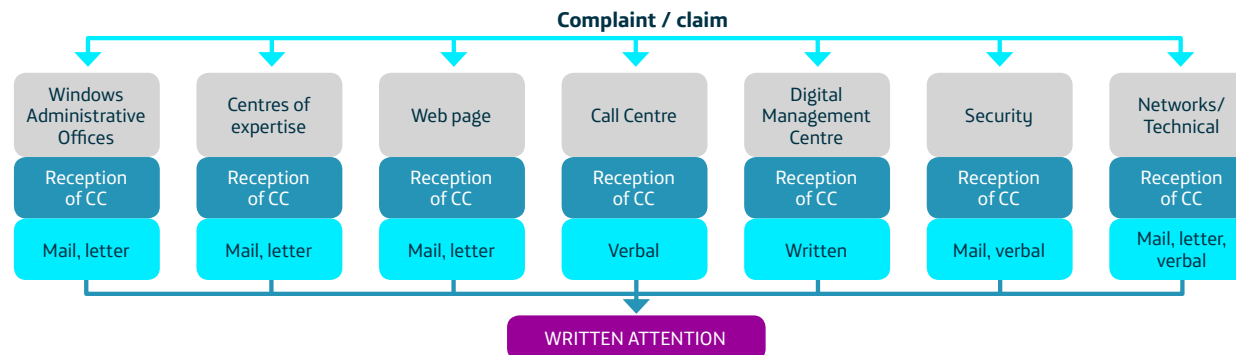 Complaint / claim
Windows
Administrative
Offices
Centres of
expertise
Web page
Call Centre
Digital
Management
Centre
Security
Networks/
Technical
Reception
of CC
Reception
of CC
Reception
of CC
Reception
of CC
Reception
of CC
Reception
of CC
Reception
of CC
Mail, letter
Mail, letter
Mail, letter
Verbal
Written
Mail, verbal
Mail, letter,
verbal
WRITTEN ATTENTION